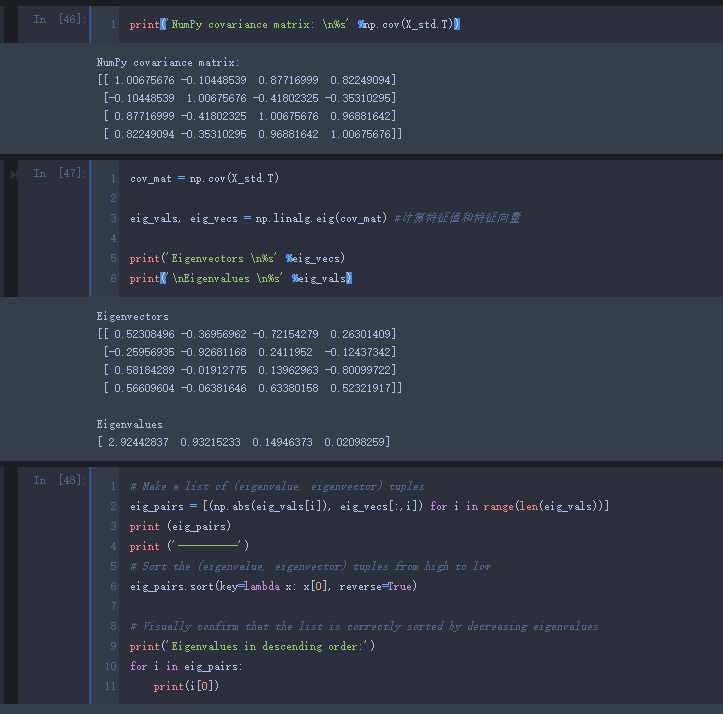 In [46]:
1 print('NumPy covariance matrix: \n%s' %np.cov(X_std.T))
NumPy covariance matrix:
[[ 1.00675676 -0.10448539 0.87716999 0.82249094]
[-0.10448539 1.00675676 -0.41802325 -0.35310295]
[ 0.87716999 -0.41802325 1.00675676 0.96881642]
[ 0.82249094 -0.35310295 0.96881642 1.00675676]]
In [47]:
1 cov_mat = np.cov(X_std.T)
2
3 eig_vals, eig_vecs = np.linalg.eig(cov_mat) #计算特征值和特征向量
4
5 print('Eigenvectors \n%s' %eig_vecs)
6 print('\nEigenvalues \n%s' %eig_vals)
Eigenvectors
[[ 0.52308496 -0.36956962 -0.72154279 0.26301409]
[-0.25956935 -0.92681168 0.2411952 -0.12437342]
[ 0.58184289 -0.01912775 0.13962963 -0.80099722]
[ 0.56609604 -0.06381646 0.63380158 0.52321917]]
Eigenvalues
[ 2.92442837 0.93215233 0.14946373 0.02098259]
In [48]:
1 # Make a list of (eigenvalue, eigenvector) tuples
2 eig_pairs = [(np.abs(eig_vals[i]), eig_vecs[:,i]) for i in range(len(eig_vals))]
3 print (eig_pairs)
4 print ('----------')
5 # Sort the (eigenvalue, eigenvector) tuples from high to low
6 eig_pairs.sort(key=lambda x: x[0], reverse=True)
7
8 # Visually confirm that the list is correctly sorted by decreasing eigenvalues
9 print('Eigenvalues in descending order:')
10 for i in eig_pairs:
11 print(i[0])